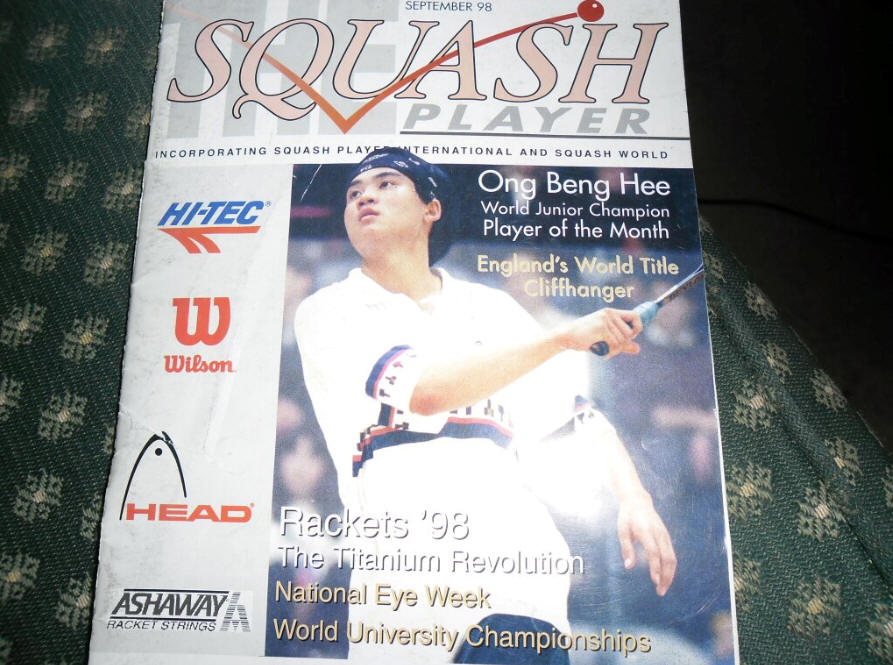 SEPTEMBER 98
THE
SQUASH
PLAYER
INCORPORATING SQUASH PLAYER INTERNATIONAL AND SQUASH WORLD
HI-TEC®
Ong Beng Hee
World Junior Champion
Player of the Month
England's World Title
Cliffhanger
W
Wilson
HEAD®
Rackets '98
The Titanium Revolution
ASHAWAY
RACKET STRINGS
National Eye Week
World University Championships